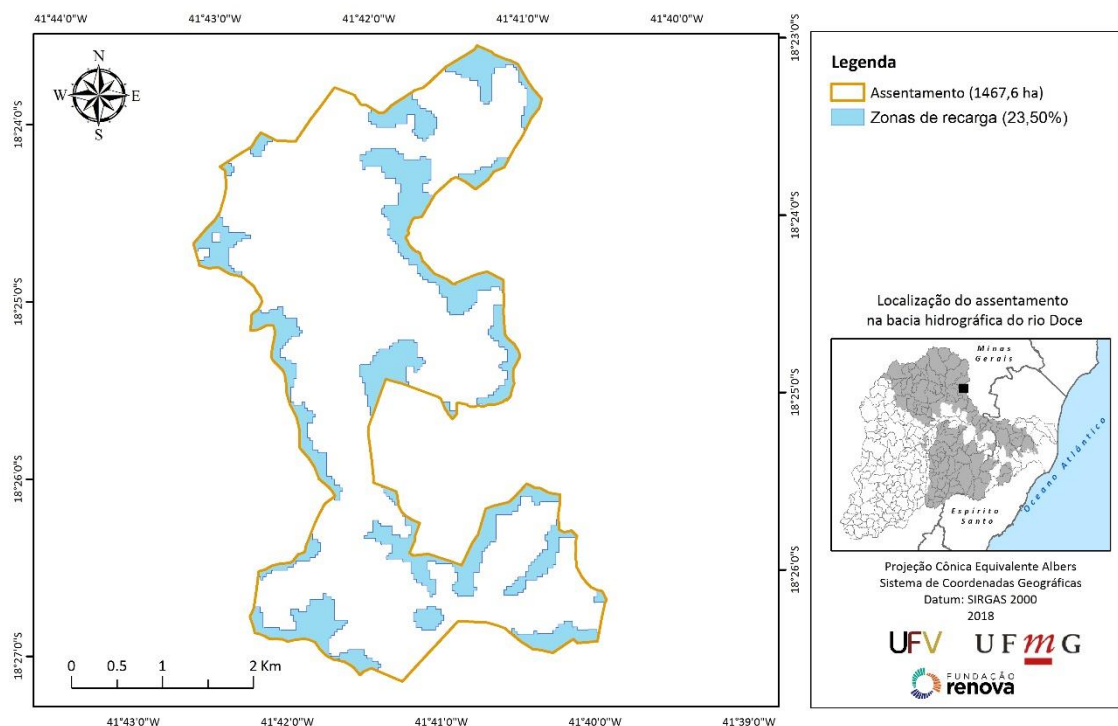 41°44'0"W
41°43'0"W
41°42'0"W
41°41'0"W
41°40'0"W
18°23'0"S
18°24'0"S
18°25'0"S
18°26'0"S
18°24'0"S
18°25'0"S
18°26'0"S
18°27'0"S
N
W
E
S
0
0.5
1
2 Km
41°43'0"W
41°42'0"W
41°41'0"W
41°40'0"W
41°39'0"W
Legenda
Assentamento (1467,6 ha)
Zonas de recarga (23,50%)
Localização do assentamento
na bacia hidrográfica do rio Doce
Minas
Gerais
Oceano Atlântico
Espírito
Santo
Projeção Cônica Equivalente Albers
Sistema de Coordenadas Geográficas
Datum: SIRGAS 2000
2018
UFV
UFmG
FUNDAÇÃO
renova